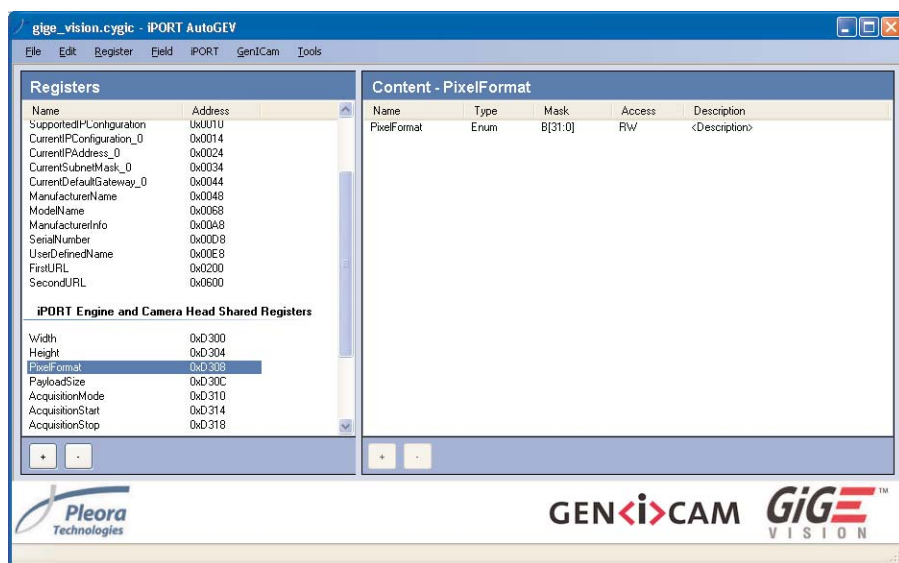 gige_vision.cygic - iPORT AutoGEV
File Edit Register Field iPORT GenICam Tools
Registers
Name Address
SupportedIPConfiguration 0x0010
CurrentIPConfiguration_0 0x0014
CurrentIPAddress_0 0x0024
CurrentSubnetMask_0 0x0034
CurrentDefaultGateway_0 0x0044
ManufacturerName 0x0048
ModelName 0x0068
ManufacturerInfo 0x00A8
SerialNumber 0x00D8
UserDefinedName 0x00E8
FirstURL 0x0200
SecondURL 0x0600
iPORT Engine and Camera Head Shared Registers
Width 0xD300
Height 0xD304
PixelFormat 0xD308
PayloadSize 0xD30C
AcquisitionMode 0xD310
AcquisitionStart 0xD314
AcquisitionStop 0xD318
+ -
Content - PixelFormat
Name Type Mask Access Description
PixelFormat Enum B[31:0] RW <Description>
+ -
Pleora
Technologies
GEN<i>CAM
GiGE™
VISION